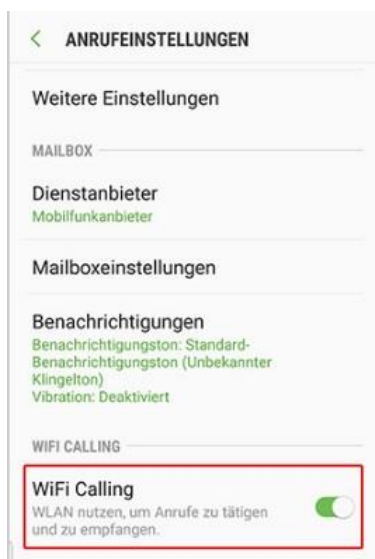 ANRUFEINSTELLUNGEN
Weitere Einstellungen
MAILBOX
Dienstanbieter
Mobilfunkanbieter
Mailboxeinstellungen
Benachrichtigungen
Benachrichtigungston: Standard-
Benachrichtigungston (Unbekannter
Klingelton)
Vibration: Deaktiviert
WIFI CALLING
WiFi Calling
WLAN nutzen, um Anrufe zu tätigen
und zu empfangen.